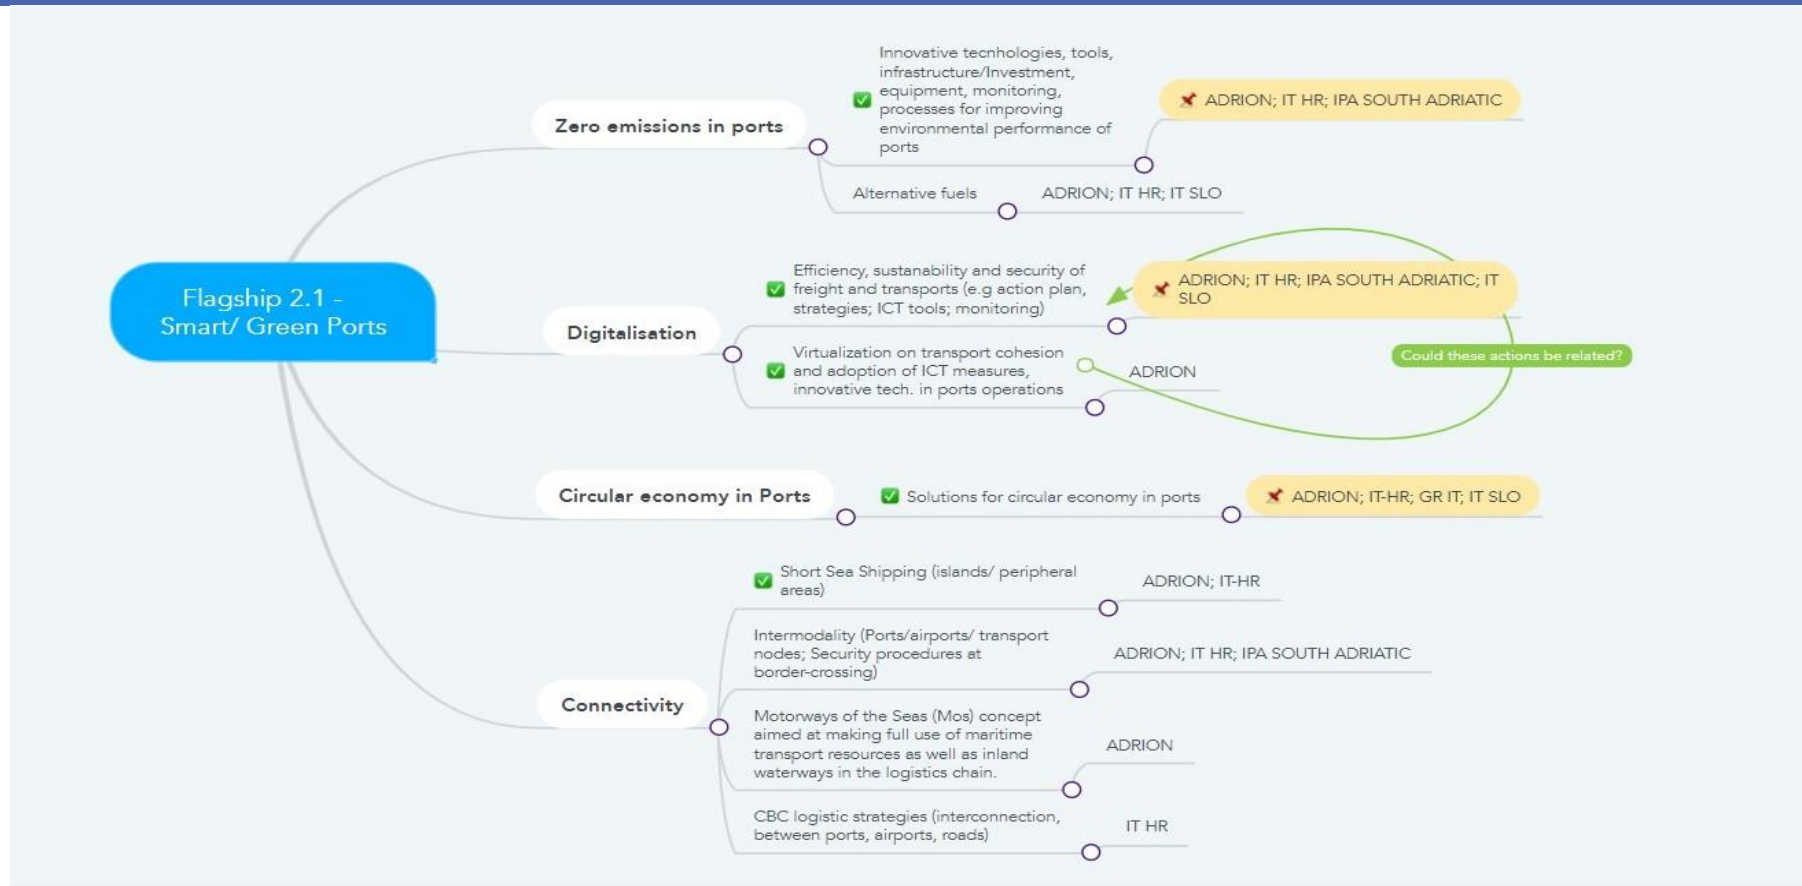 Flagship 2.1 -
Smart/ Green Ports
Zero emissions in ports
Innovative tecnhologies, tools,
infrastructure/Investment,
equipment, monitoring,
processes for improving
environmental performance of
ports
ADRION; IT HR; IPA SOUTH ADRIATIC
Alternative fuels
ADRION; IT HR; IT SLO
Digitalisation
Efficiency, sustanability and security of
freight and transports (e.g action plan,
strategies; ICT tools; monitoring)
ADRION; IT HR; IPA SOUTH ADRIATIC; IT
SLO
Virtualization on transport cohesion
and adoption of ICT measures,
innovative tech. in ports operations
ADRION
Could these actions be related?
Circular economy in Ports
Solutions for circular economy in ports
ADRION; IT-HR; GR IT; IT SLO
Connectivity
Short Sea Shipping (islands/ peripheral
areas)
ADRION; IT-HR
Intermodality (Ports/airports/ transport
nodes; Security procedures at
border-crossing)
ADRION; IT HR; IPA SOUTH ADRIATIC
Motorways of the Seas (Mos) concept
aimed at making full use of maritime
transport resources as well as inland
waterways in the logistics chain.
ADRION
CBC logistic strategies (interconnection,
between ports, airports, roads)
IT HR